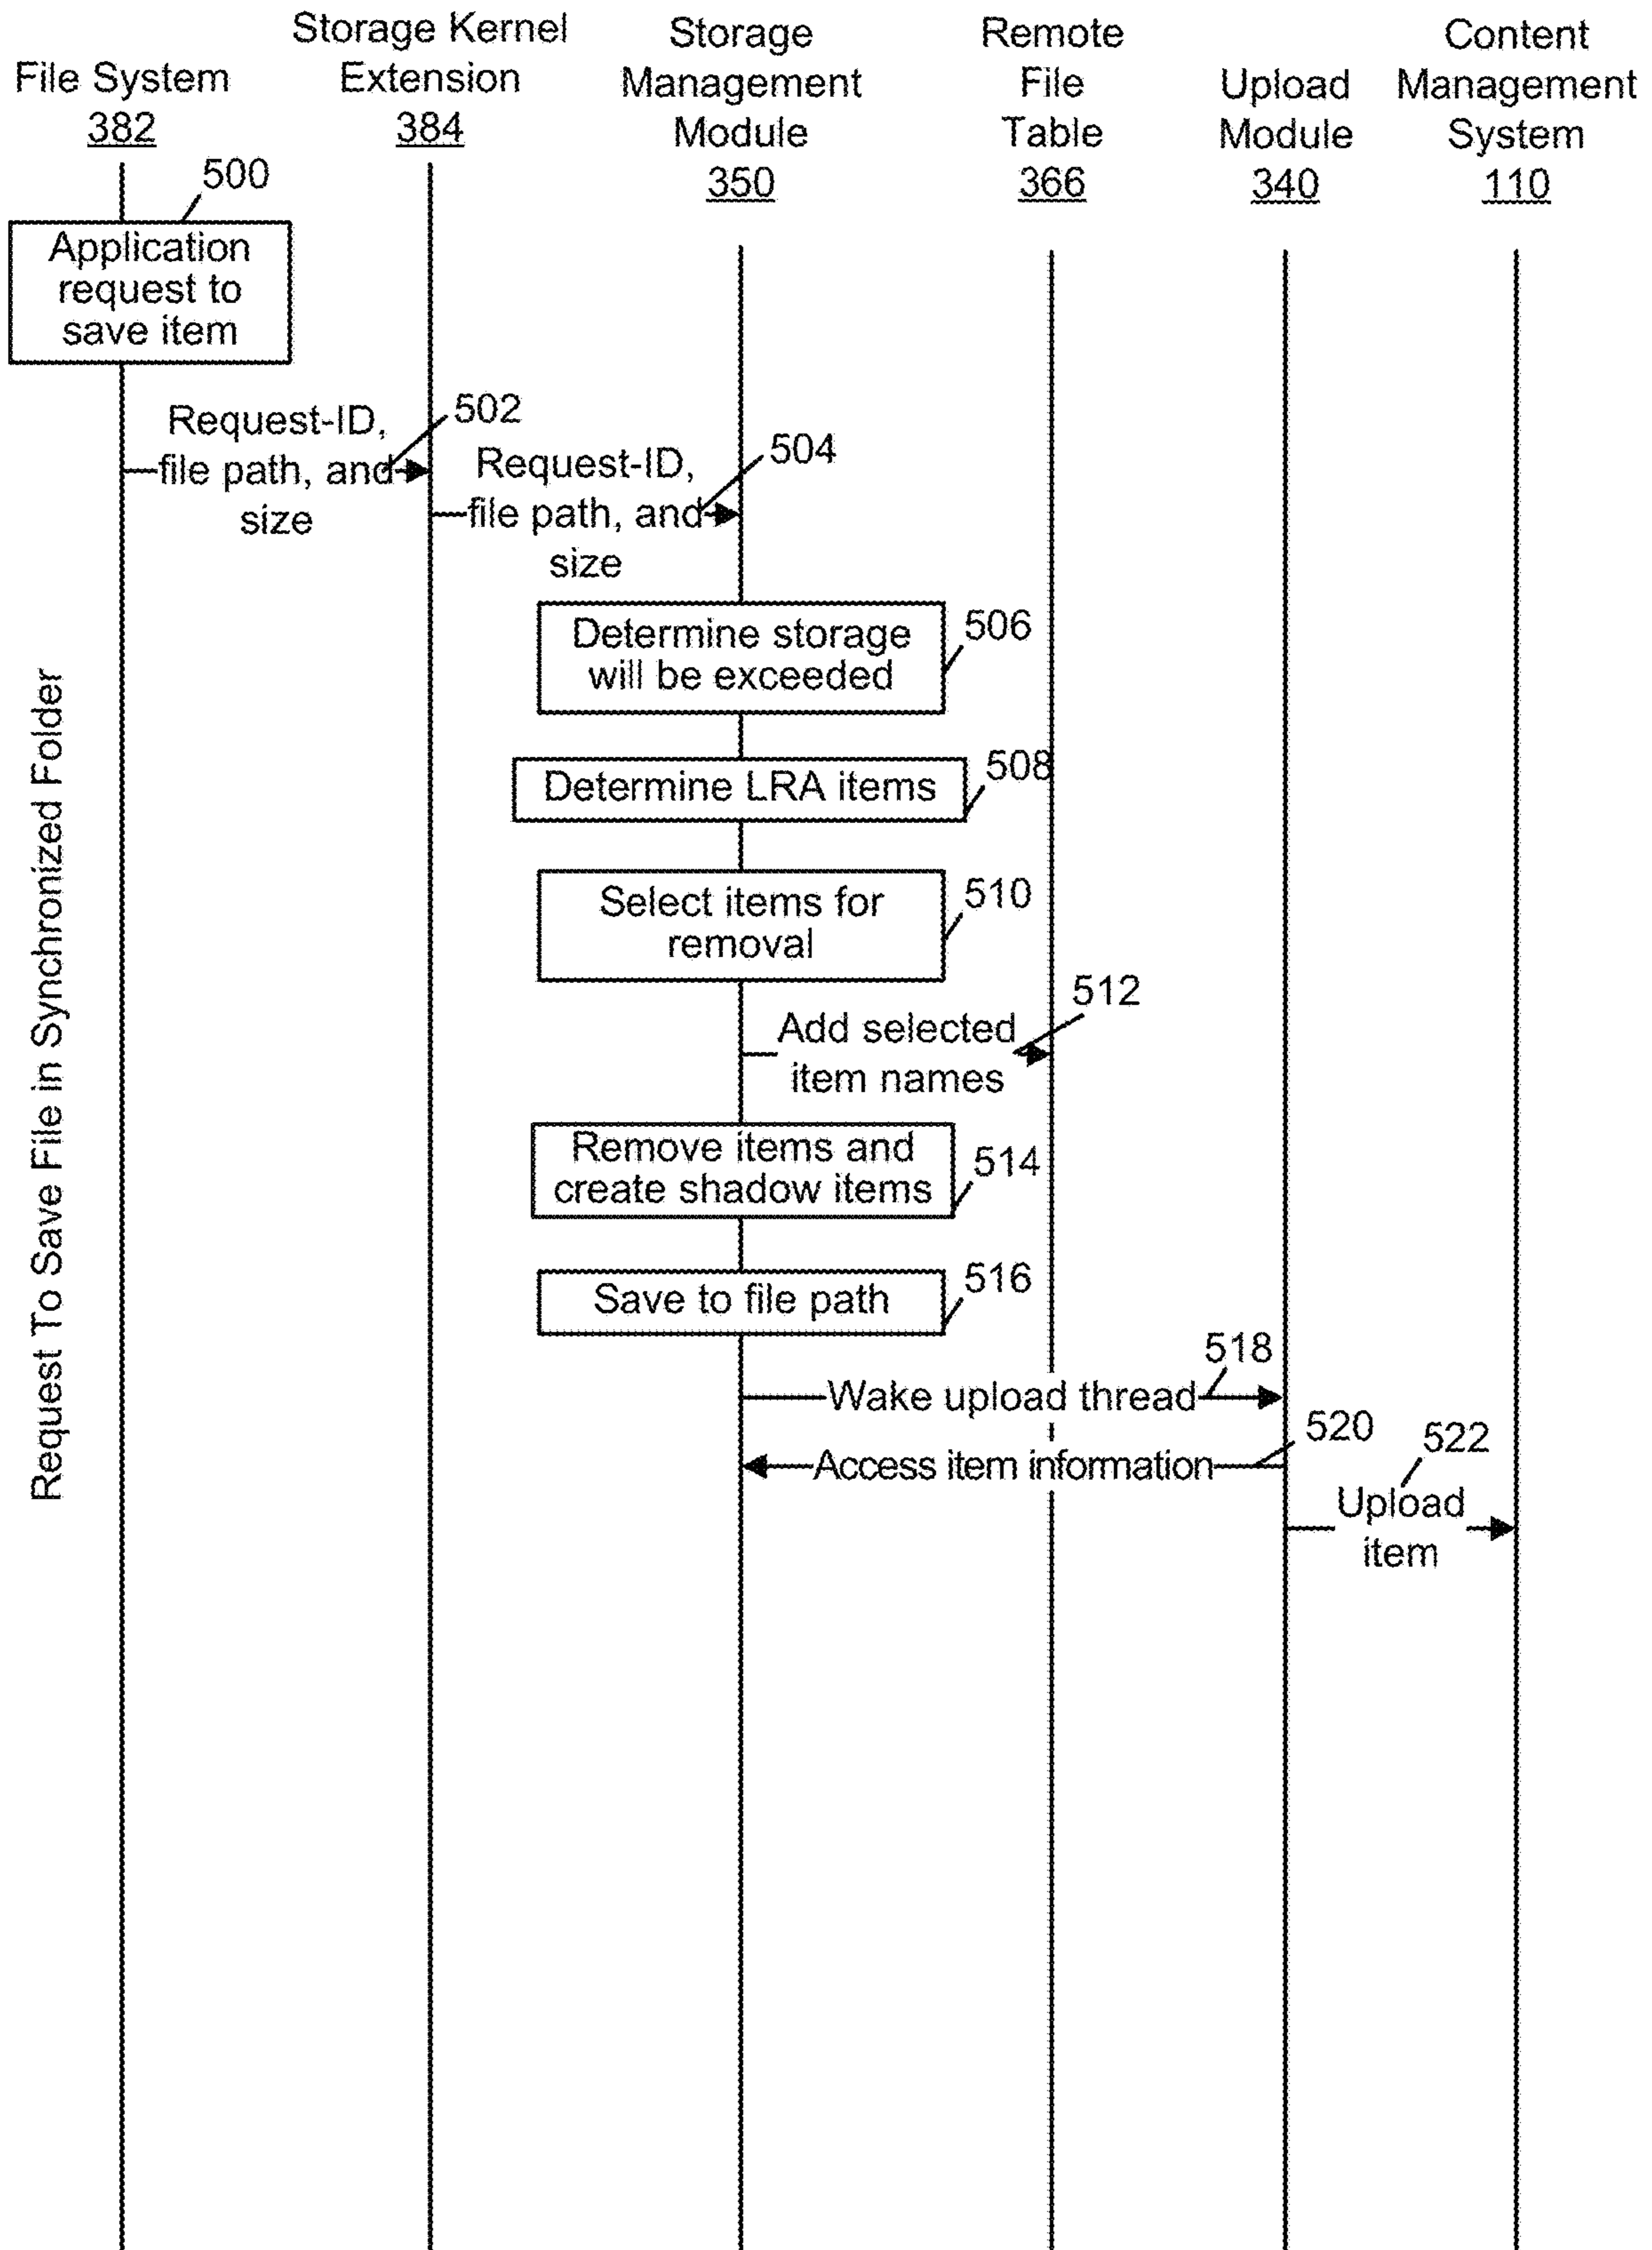 File System
382
Storage Kernel
Extension
384
Storage
Management
Module
350
Remote
File
Table
366
Upload
Module
340
Content
Management
System
110
500
Application
request to
save item
Request-ID,
file path, and
size
502
Request-ID,
file path, and
size
504
Determine storage
will be exceeded
506
Determine LRA items
508
Select items for
removal
510
Add selected
item names
512
Remove items and
create shadow items
514
Save to file path
516
Wake upload thread
518
Access item information
520
Upload
item
522
Request To Save File in Synchronized Folder